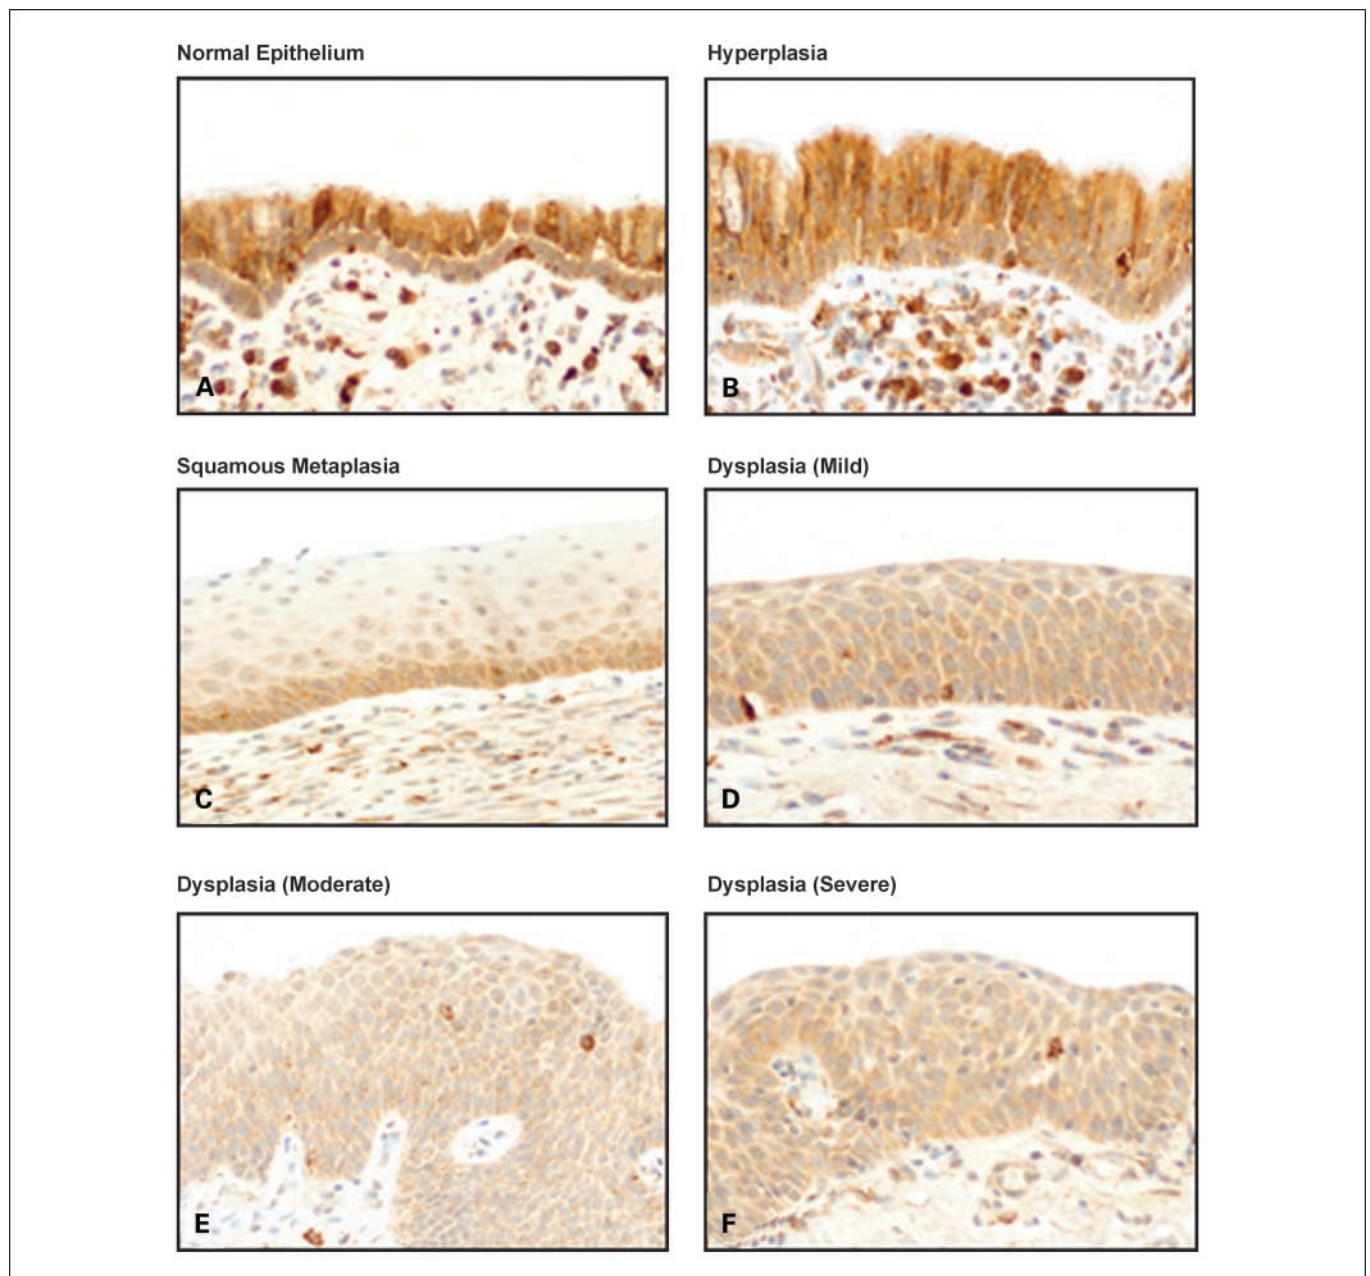 Normal Epithelium
Hyperplasia
A
B
Squamous Metaplasia
Dysplasia (Mild)
C
D
Dysplasia (Moderate)
Dysplasia (Severe)
E
F